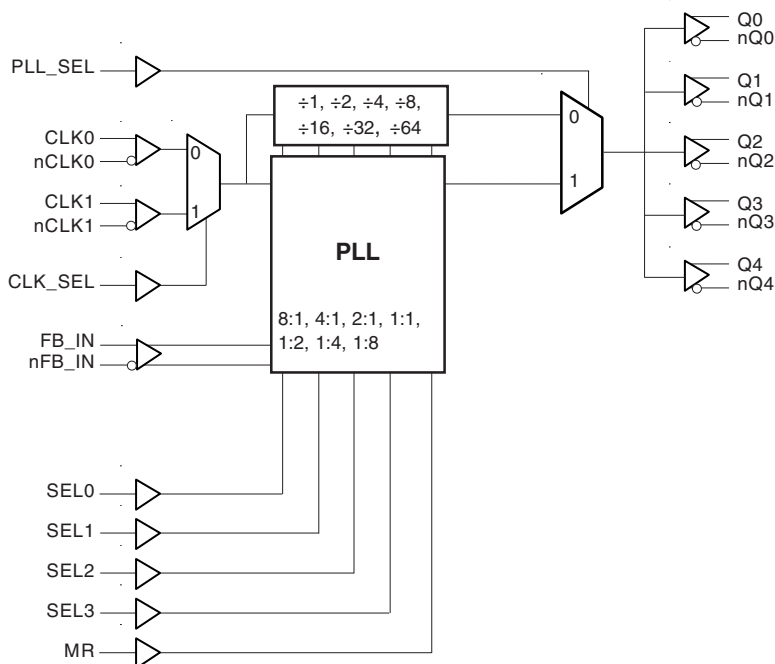 PLL_SEL
CLK0
nCLK0
CLK1
nCLK1
CLK_SEL
FB_IN
nFB_IN
SEL0
SEL1
SEL2
SEL3
MR
0
1
÷1, ÷2, ÷4, ÷8,
÷16, ÷32, ÷64
PLL
8:1, 4:1, 2:1, 1:1,
1:2, 1:4, 1:8
0
1
Q0
nQ0
Q1
nQ1
Q2
nQ2
Q3
nQ3
Q4
nQ4